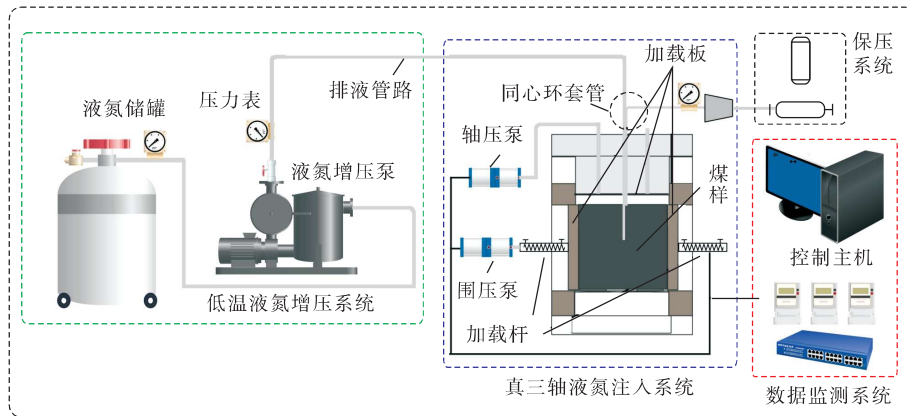 液氮储罐
压力表
液氮增压泵
排液管路
低温液氮增压系统
加载板
同心环套管
轴压泵
围压泵
煤
样
加载杆
真三轴液氮注入系统
保压
系统
控制主机
数据监测系统